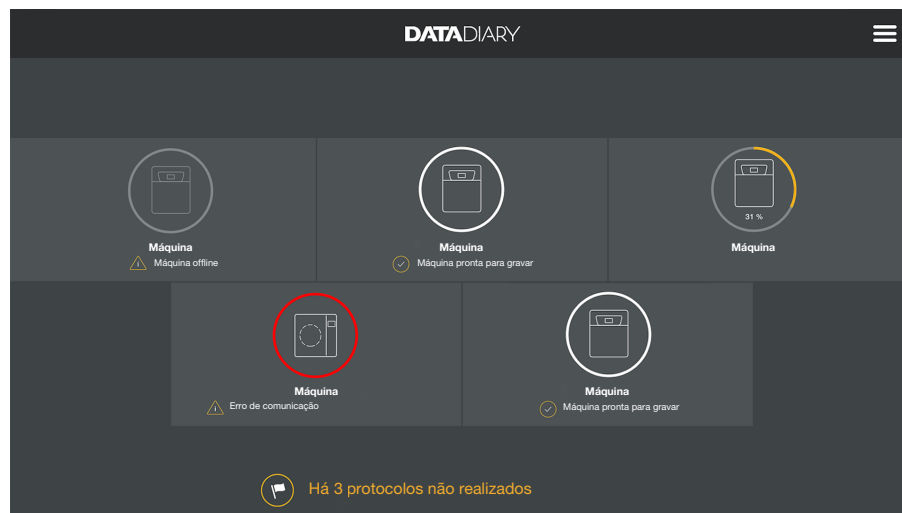 DATADIARY
31 %
Máquina
Máquina
Máquina
Máquina offline
Máquina pronta para gravar
Máquina
Máquina
Erro de comunicação
Máquina pronta para gravar
Há 3 protocolos não realizados